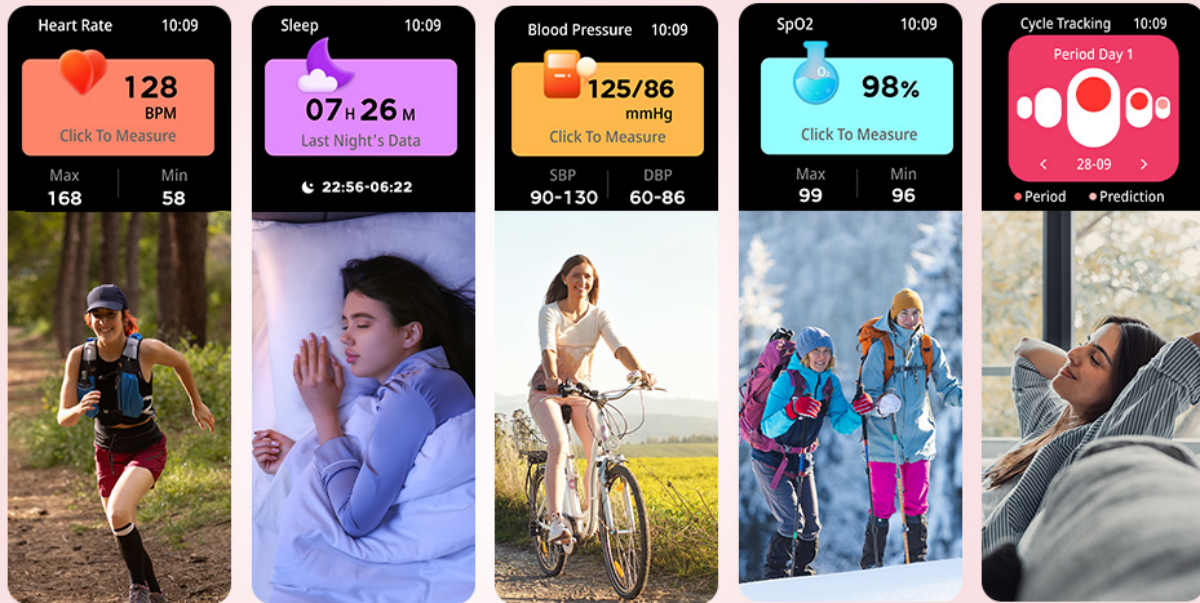 Heart Rate 10:09
128
BPM
Click To Measure
Max Min
168 58
Sleep 10:09
07 H 26 M
Last Night's Data
22:56-06:22
Blood Pressure 10:09
125/86
mmHg
Click To Measure
SBP DBP
90-130 60-86
SpO2 10:09
O2
98%
Click To Measure
Max Min
99 96
Cycle Tracking 10:09
Period Day 1
< 28-09 >
Period Prediction